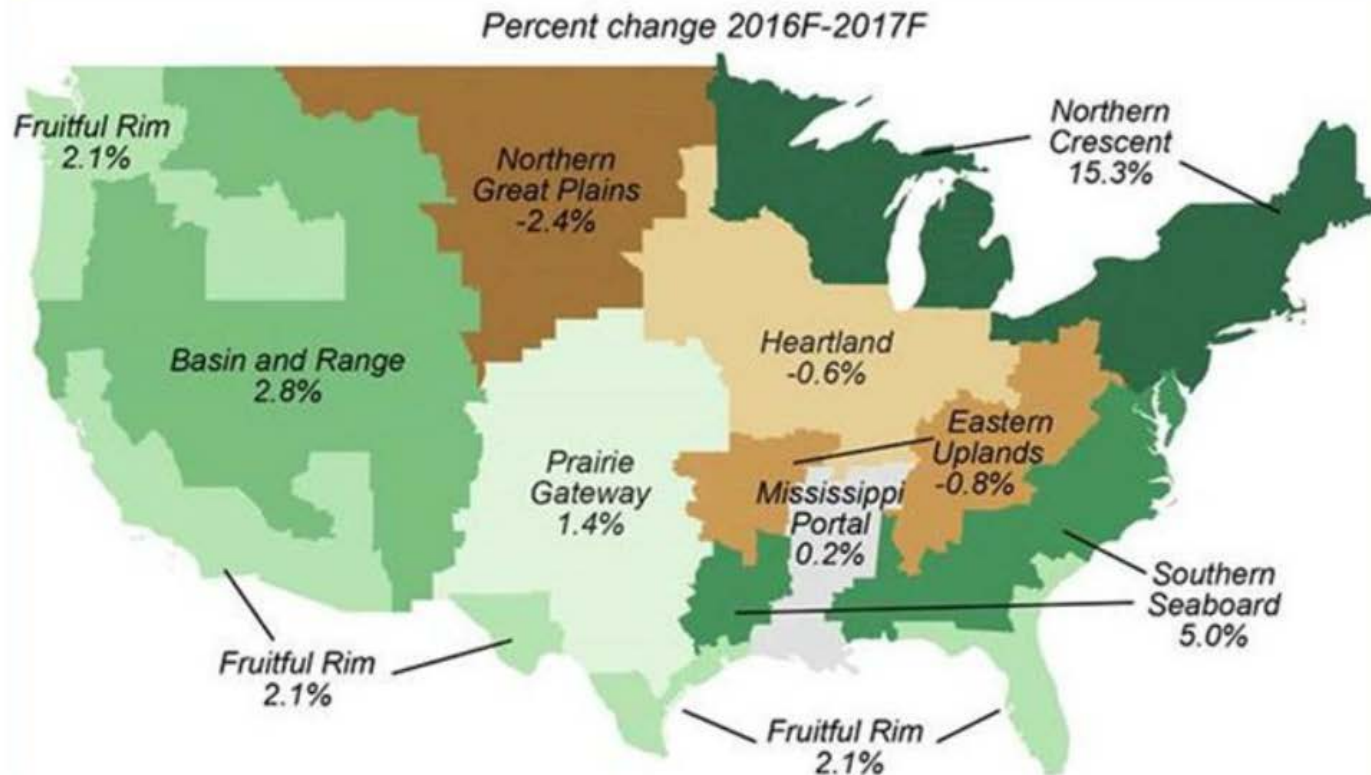 Percent change 2016F-2017F
Fruitful Rim
2.1%
Northern
Great Plains
-2.4%
Northern
Crescent
15.3%
Basin and Range
2.8%
Heartland
-0.6%
Eastern
Uplands
-0.8%
Prairie
Gateway
1.4%
Mississippi
Portal
0.2%
Southern
Seaboard
5.0%
Fruitful Rim
2.1%
Fruitful Rim
2.1%